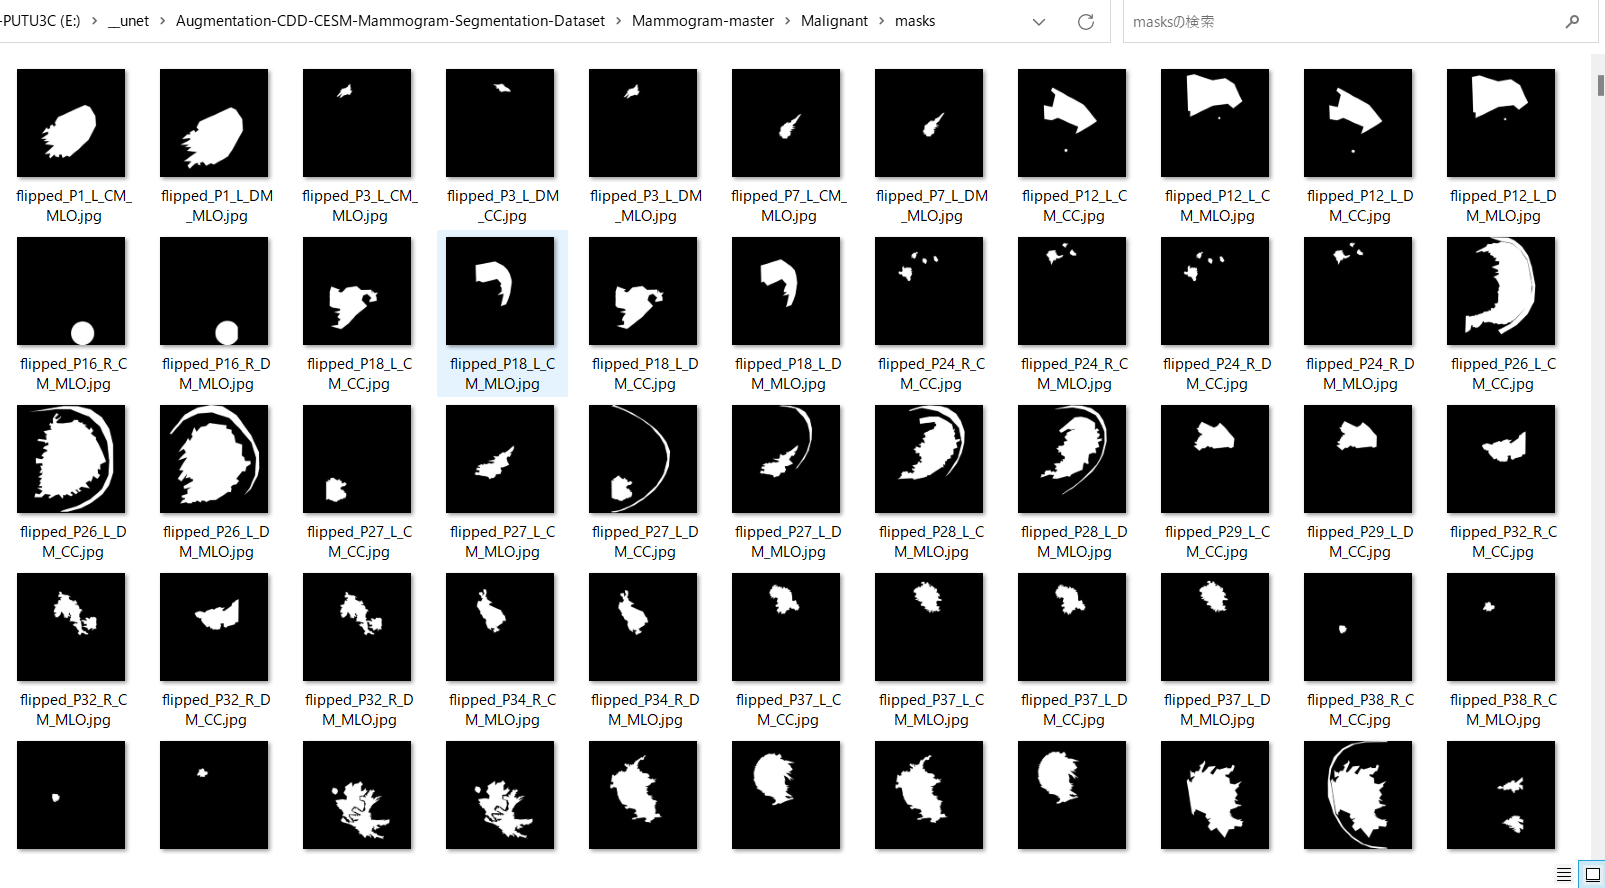 -PUTU3C (E:) > __unet > Augmentation-CDD-CESM-Mammogram-Segmentation-Dataset > Mammogram-master > Malignant > masks
masksの検索
flipped_P1_L_CM_
MLO.jpg
flipped_P1_L_DM
_MLO.jpg
flipped_P3_L_CM_
MLO.jpg
flipped_P3_L_DM
_CC.jpg
flipped_P3_L_DM
_MLO.jpg
flipped_P7_L_CM_
MLO.jpg
flipped_P7_L_DM
_MLO.jpg
flipped_P12_L_C
M_CC.jpg
flipped_P12_L_C
M_MLO.jpg
flipped_P12_L_D
M_CC.jpg
flipped_P12_L_D
M_MLO.jpg
flipped_P16_R_C
M_MLO.jpg
flipped_P16_R_D
M_MLO.jpg
flipped_P18_L_C
M_CC.jpg
flipped_P18_L_C
M_MLO.jpg
flipped_P18_L_D
M_CC.jpg
flipped_P18_L_D
M_MLO.jpg
flipped_P24_R_C
M_CC.jpg
flipped_P24_R_C
M_MLO.jpg
flipped_P24_R_D
M_CC.jpg
flipped_P24_R_D
M_MLO.jpg
flipped_P26_L_C
M_CC.jpg
flipped_P26_L_D
M_CC.jpg
flipped_P26_L_D
M_MLO.jpg
flipped_P27_L_C
M_CC.jpg
flipped_P27_L_C
M_MLO.jpg
flipped_P27_L_D
M_CC.jpg
flipped_P27_L_D
M_MLO.jpg
flipped_P28_L_C
M_MLO.jpg
flipped_P28_L_D
M_MLO.jpg
flipped_P29_L_C
M_CC.jpg
flipped_P29_L_D
M_CC.jpg
flipped_P32_R_C
M_CC.jpg
flipped_P32_R_C
M_MLO.jpg
flipped_P32_R_D
M_CC.jpg
flipped_P32_R_D
M_MLO.jpg
flipped_P34_R_C
M_MLO.jpg
flipped_P34_R_D
M_MLO.jpg
flipped_P37_L_C
M_CC.jpg
flipped_P37_L_C
M_MLO.jpg
flipped_P37_L_D
M_CC.jpg
flipped_P37_L_D
M_MLO.jpg
flipped_P38_R_C
M_CC.jpg
flipped_P38_R_C
M_MLO.jpg